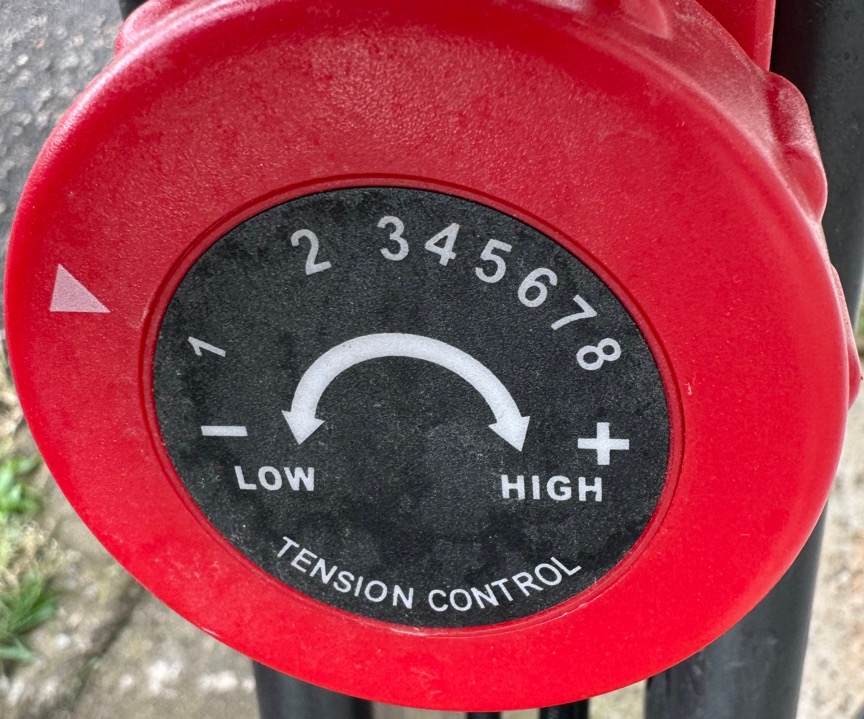 1 2 3 4 5 6 7 8
– +
LOW HIGH
TENSION CONTROL